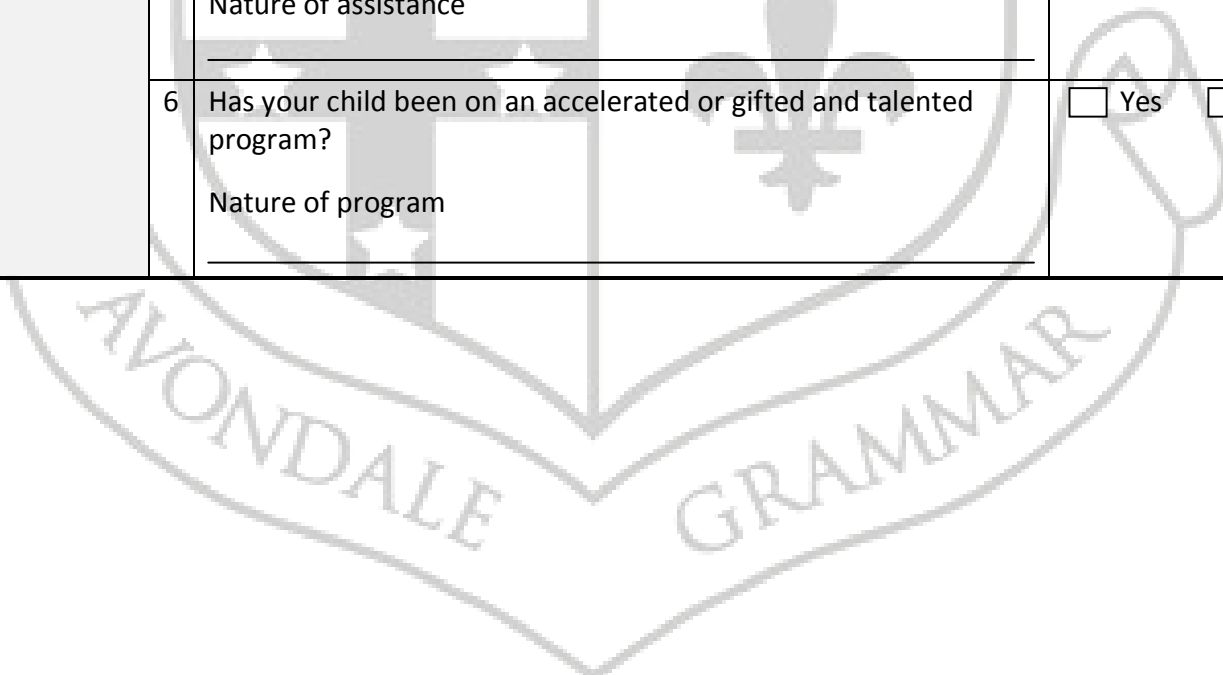 Nature of assistance
6 Has your child been on an accelerated or gifted and talented
program?
Yes
Nature of program
AVONDALE GRAMMAR